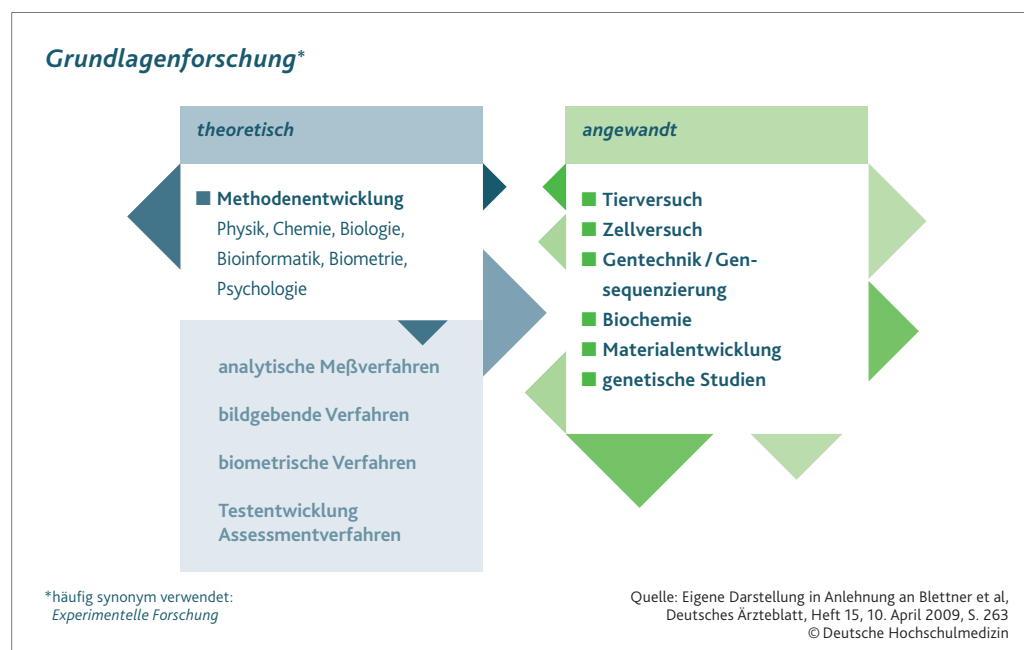 Grundlagenforschung*
theoretisch
■ Methodenentwicklung
Physik, Chemie, Biologie,
Bioinformatik, Biometrie,
Psychologie
analytische Meßverfahren
bildgebende Verfahren
biometrische Verfahren
Testentwicklung
Assessmentverfahren
angewandt
■ Tierversuch
■ Zellversuch
■ Gentechnik / Gen-
sequenzierung
■ Biochemie
■ Materialentwicklung
■ genetische Studien
*häufig synonym verwendet:
Experimentelle Forschung
Quelle: Eigene Darstellung in Anlehnung an Blettner et al,
Deutsches Ärzteblatt, Heft 15, 10. April 2009, S. 263
© Deutsche Hochschulmedizin